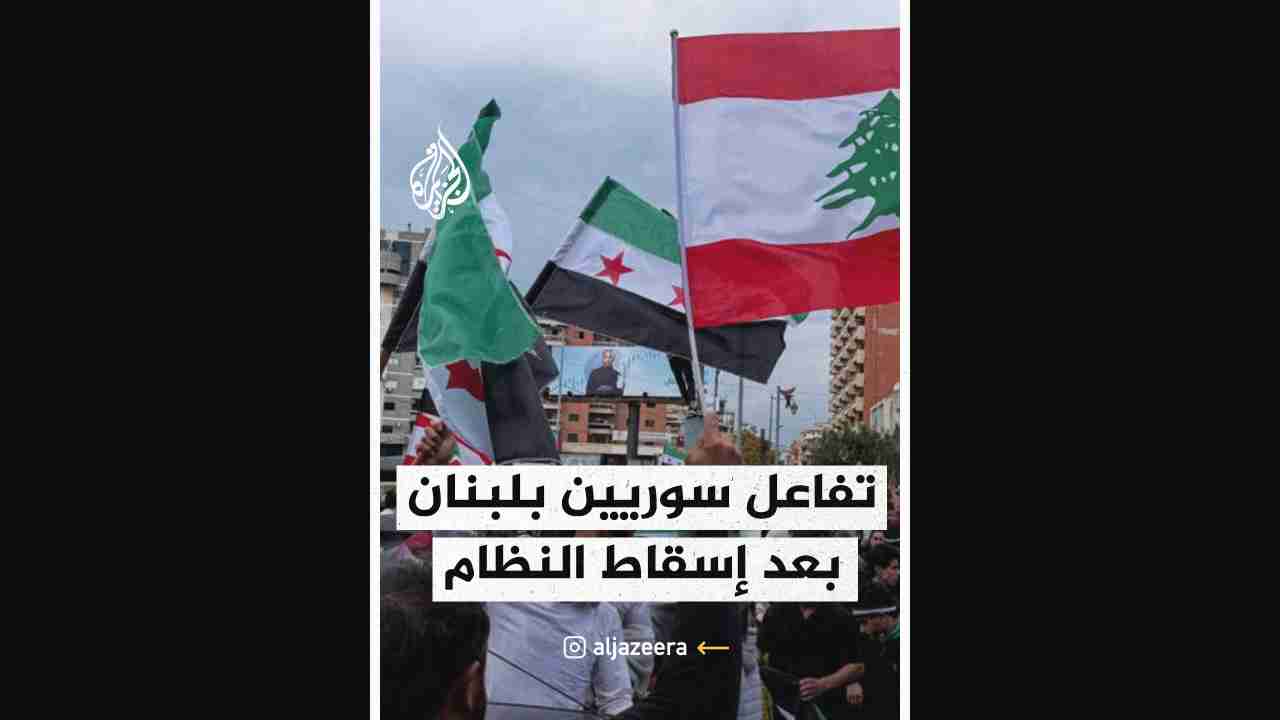 الجزيرة
تفاعل سوريين بلبنان
بعد إسقاط النظام
aljazeera